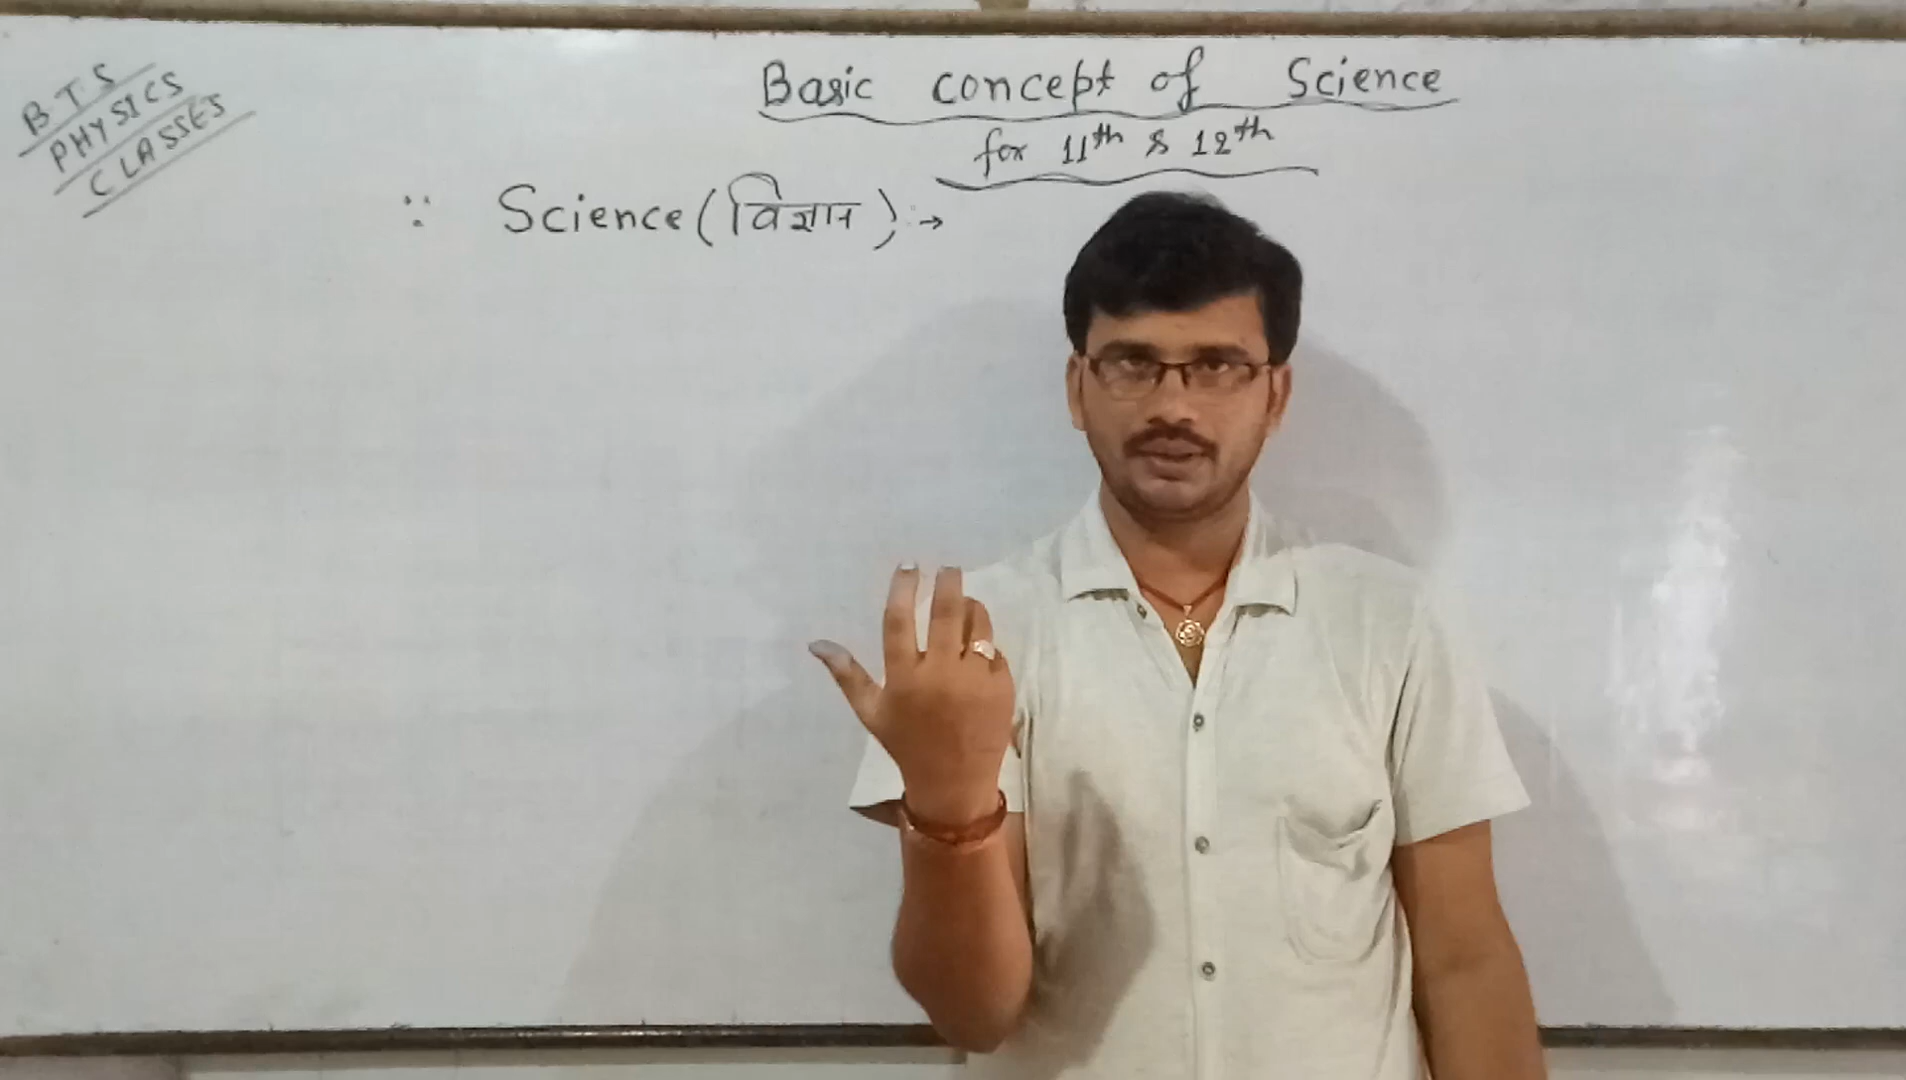 BTS
PHYSICS
CLASSES
Basic concept of Science
for 11th & 12th
∵ Science (विज्ञान) :→